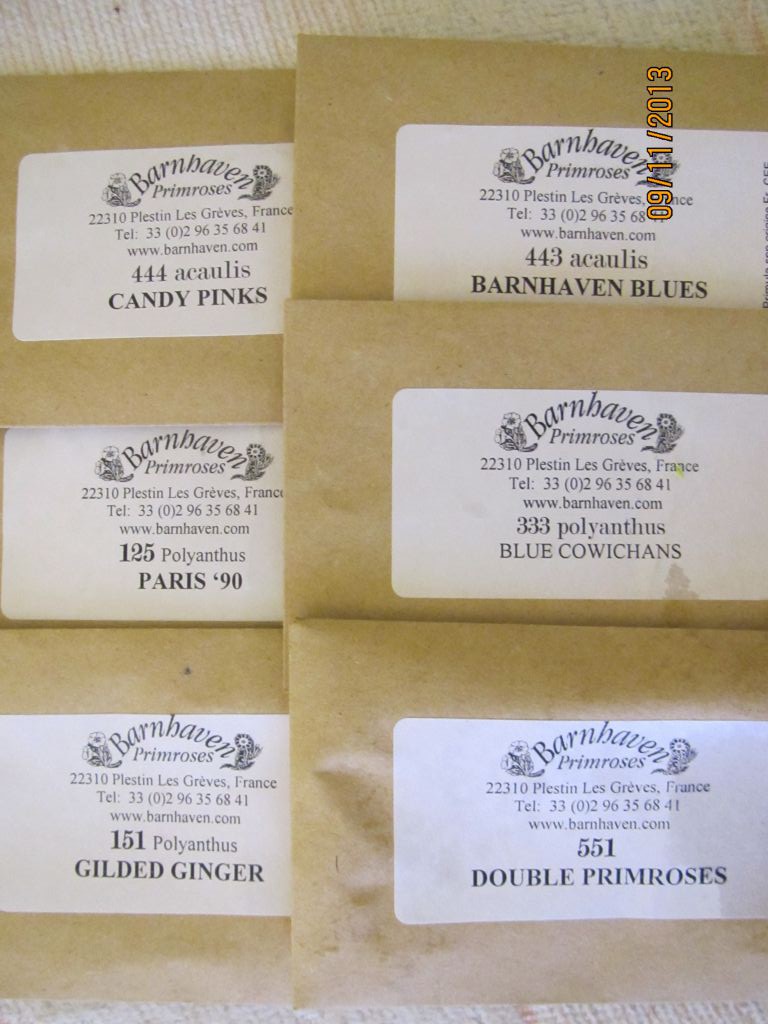 Barnhaven
Primroses
22310 Plestin Les Grèves, France
Tel: 33 (0)2 96 35 68 41
www.barnhaven.com
444 acaulis
CANDY PINKS
Barnhaven
Primroses
22310 Plestin Les Grèves, France
Tel: 33 (0)2 96 35 68
www.barnhaven.com
443 acaulis
BARNHAVEN BLUES
09/11/2013
Barnhaven
Primroses
22310 Plestin Les Grèves, France
Tel: 33 (0)2 96 35 68 41
www.barnhaven.com
125 Polyanthus
PARIS ‘90
Barnhaven
Primroses
22310 Plestin Les Grèves, France
Tel: 33 (0)2 96 35 68 41
www.barnhaven.com
333 polyanthus
BLUE COWICHANS
Barnhaven
Primroses
22310 Plestin Les Grèves, France
Tel: 33 (0)2 96 35 68 41
www.barnhaven.com
151 Polyanthus
GILDED GINGER
Barnhaven
Primroses
22310 Plestin Les Grèves, France
Tel: 33 (0)2 96 35 68 41
www.barnhaven.com
551
DOUBLE PRIMROSES